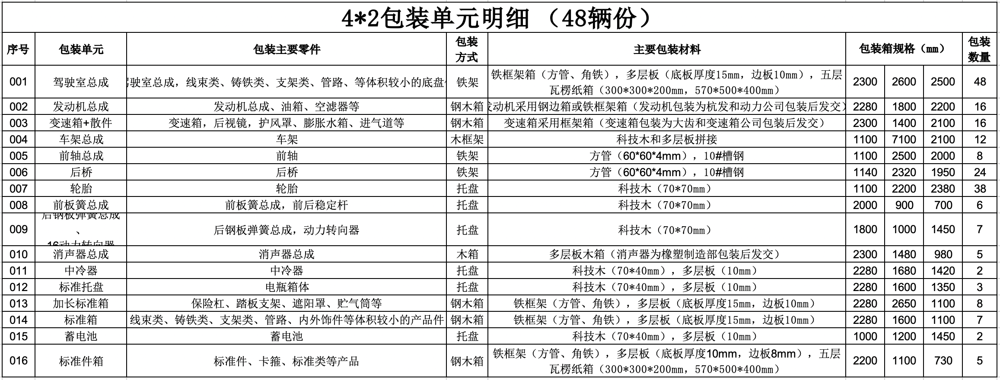 4*2包装单元明细 （48辆份）
序号 包装单元 包装主要零件 包装方式 主要包装材料 包装箱规格（mm） 包装数量
001 驾驶室总成 驾驶室总成，线束类、铸铁类、支架类、管路、等体积较小的底盘 铁架 铁框架箱（方管、角铁），多层板（底板厚度15mm，边板10mm），五层
瓦楞纸箱（300*300*200mm，570*500*400mm） 2300 2600 2500 48
002 发动机总成 发动机总成、油箱、空滤器等 钢木箱 发动机采用钢边箱或铁框架箱（发动机包装为杭发和动力公司包装后发交） 2280 1800 2200 16
003 变速箱+散件 变速箱，后视镜，护风罩、膨胀水箱、进气道等 钢木箱 变速箱采用框架箱（变速箱包装为大齿和变速箱公司包装后发交） 2300 1400 2100 16
004 车架总成 车架 木框架 科技木和多层板拼接 1100 7100 2100 12
005 前轴总成 前轴 铁架 方管（60*60*4mm），10#槽钢 1100 2500 2000 8
006 后桥 后桥 铁架 方管（60*60*4mm），10#槽钢 1140 2320 1950 24
007 轮胎 轮胎 托盘 科技木（70*70mm） 1100 2200 2380 38
008 前板簧总成 前板簧总成，前后稳定杆 托盘 科技木（70*70mm） 2000 900 700 6
009 后钢板弹簧总成
、
16动力转向器 后钢板弹簧总成，动力转向器 托盘 科技木（70*70mm） 1800 1000 1450 7
010 消声器总成 消声器总成 木箱 多层板木箱（消声器为橡塑制造部包装后发交） 2300 1480 980 5
011 中冷器 中冷器 托盘 科技木（70*40mm），多层板（10mm） 2280 1680 1420 2
012 标准托盘 电瓶箱体 托盘 科技木（70*40mm），多层板（10mm） 2280 1600 1350 3
013 加长标准箱 保险杠、踏板支架、遮阳罩、贮气筒等 钢木箱 铁框架（方管、角铁），多层板（底板厚度15mm，边板10mm） 2280 2650 1100 8
014 标准箱 线束类、铸铁类、支架类、管路、内外饰件等体积较小的产品件 钢木箱 铁框架（方管、角铁），多层板（底板厚度15mm，边板10mm） 2280 1600 1100 7
015 蓄电池 蓄电池 托盘 科技木（70*40mm），多层板（10mm） 1000 1200 1450 2
016 标准件箱 标准件、卡箍、标准类等产品 钢木箱 铁框架（方管、角铁），多层板（底板厚度10mm，边板8mm），五层
瓦楞纸箱（300*300*200mm，570*500*400mm） 2200 1100 730 5